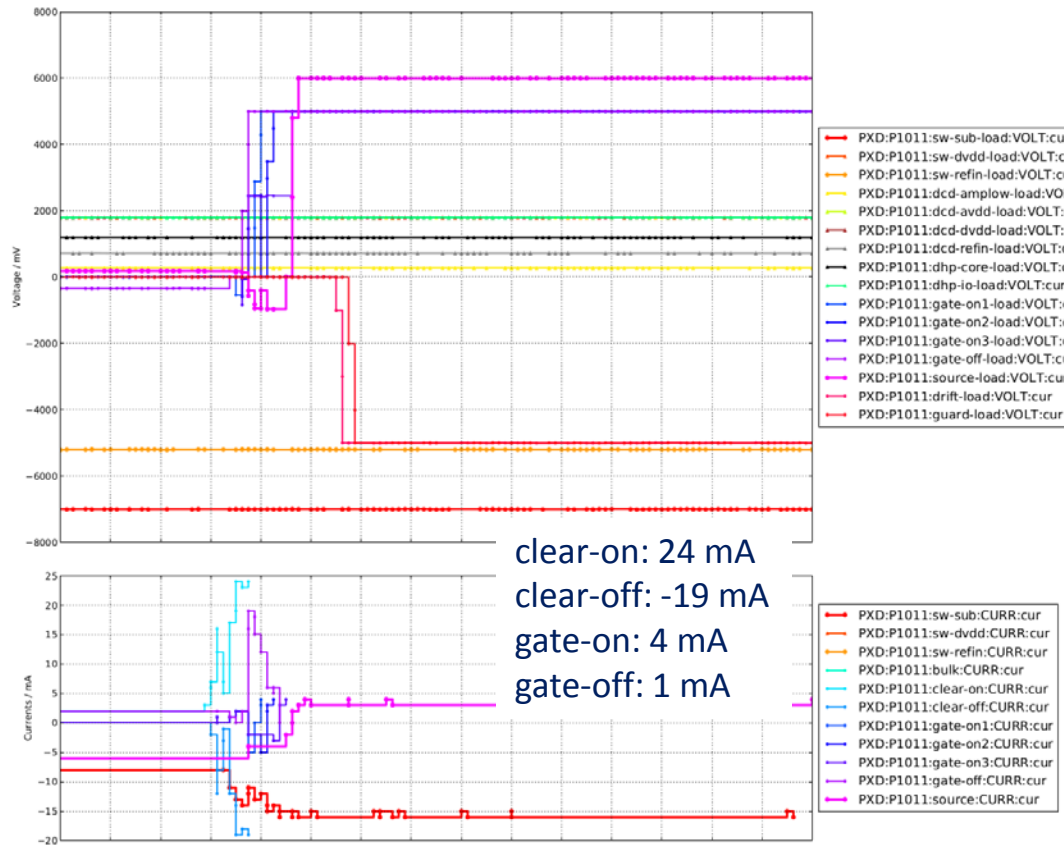 8000
6000
4000
2000
0
−2000
−4000
−6000
−8000
Voltage / mV
PXD:P1011:sw-sub-load:VOLT:cur
PXD:P1011:sw-dvdd-load:VOLT:c
PXD:P1011:sw-refin-load:VOLT:c
PXD:P1011:dcd-amplow-load:VO
PXD:P1011:dcd-avdd-load:VOLT:
PXD:P1011:dcd-dvdd-load:VOLT:
PXD:P1011:dcd-refin-load:VOLT:c
PXD:P1011:dhp-core-load:VOLT:c
PXD:P1011:dhp-io-load:VOLT:cur
PXD:P1011:gate-on1-load:VOLT:c
PXD:P1011:gate-on2-load:VOLT:c
PXD:P1011:gate-on3-load:VOLT:c
PXD:P1011:gate-off-load:VOLT:cu
PXD:P1011:source-load:VOLT:cur
PXD:P1011:drift-load:VOLT:cur
PXD:P1011:guard-load:VOLT:cur
clear-on: 24 mA
clear-off: -19 mA
gate-on: 4 mA
gate-off: 1 mA
25
20
15
10
5
0
−5
−10
−15
−20
Currents / mA
PXD:P1011:sw-sub:CURR:cur
PXD:P1011:sw-dvdd:CURR:cur
PXD:P1011:sw-refin:CURR:cur
PXD:P1011:bulk:CURR:cur
PXD:P1011:clear-on:CURR:cur
PXD:P1011:clear-off:CURR:cur
PXD:P1011:gate-on1:CURR:cur
PXD:P1011:gate-on2:CURR:cur
PXD:P1011:gate-on3:CURR:cur
PXD:P1011:gate-off:CURR:cur
PXD:P1011:source:CURR:cur